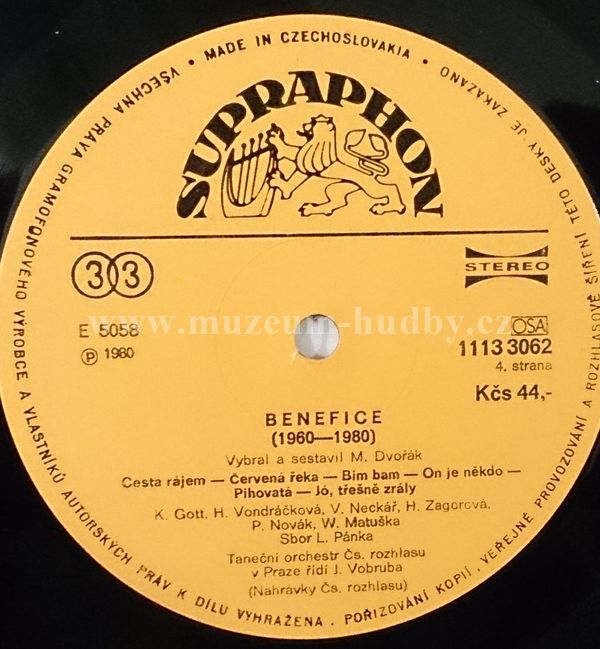 VŠECHNA PRÁVA GRAMOFONOVÉHO VÝROBCE A VLASTNÍKŮ AUTORSKÝCH PRÁV K DÍLU VYHRAŽENA . POŘIZOVÁNÍ KOPIÍ . VEŘEJNÉ PROVOZOVÁNÍ A ROZHLASOVÉ ŠÍŘENÍ TÉTO DESKY JE ZAKÁZÁNO
• MADE IN CZECHOSLOVAKIA •
SUPRAPHON
33
STEREO
www.muzeum-hudby.cz
E 5058
OSA
℗ 1980
1113 3062
4. strana
Kčs 44,-
BENEFICE
(1960—1980)
Vybral a sestavil M. Dvořák
Cesta rájem — Červená řeka — Bim bam — On je někdo —
Pihovatá — Jó, třešně zrály
K. Gott, H. Vondráčková, V. Neckář, H. Zagorová,
P. Novák, W. Matuška
Sbor L. Pánka
Taneční orchestr Čs. rozhlasu
v Praze řídí J. Vobruba
(Nahrávky Čs. rozhlasu)